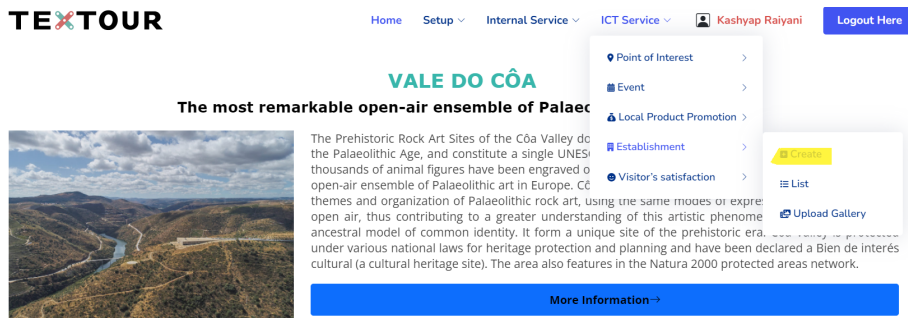 TEXTOUR
Home Setup Internal Service ICT Service Kashyap Raiyani Logout Here
VALE DO CÔA
The most remarkable open-air ensemble of Palaeo
Point of Interest
Event
Local Product Promotion
Establishment
Visitor's satisfaction
Create
List
Upload Gallery
The Prehistoric Rock Art Sites of the Côa Valley do
the Palaeolithic Age, and constitute a single UNES
thousands of animal figures have been engraved o
open-air ensemble of Palaeolithic art in Europe. Cô
themes and organization of Palaeolithic rock art, using the same modes of expre
open air, thus contributing to a greater understanding of this artistic phenome
ancestral model of common identity. It form a unique site of the prehistoric era. Côa Valley is protected
under various national laws for heritage protection and planning and have been declared a Bien de interés
cultural (a cultural heritage site). The area also features in the Natura 2000 protected areas network.
More Information→